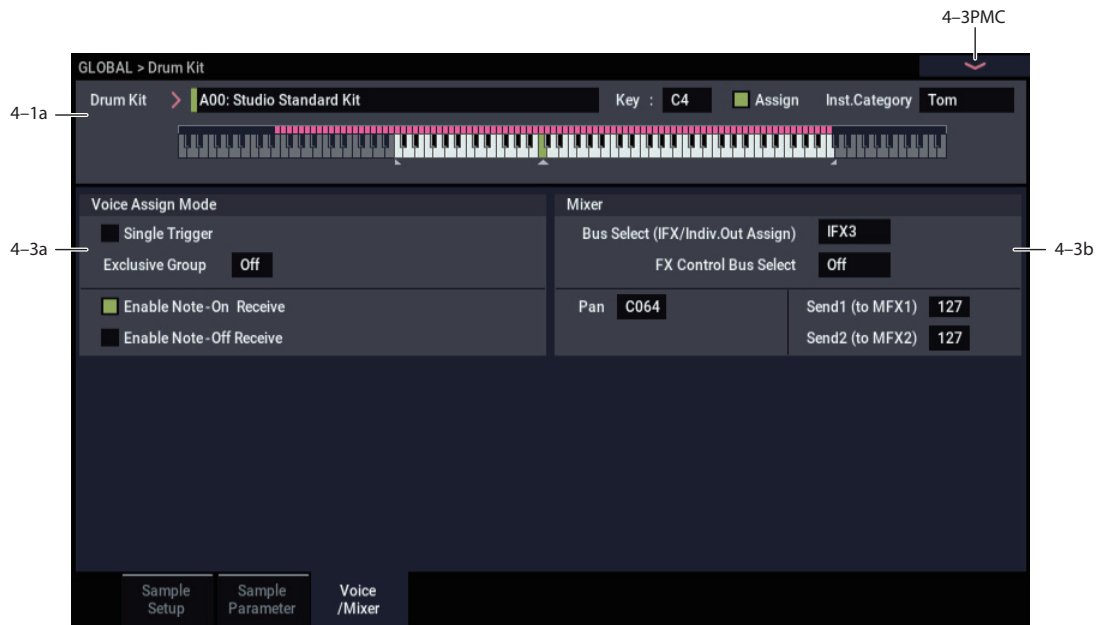 4–3PMC
GLOBAL > Drum Kit
4–1a
Drum Kit A00: Studio Standard Kit Key : C4 Assign Inst.Category Tom
Voice Assign Mode
Single Trigger
Exclusive Group Off
Enable Note-On Receive
Enable Note-Off Receive
4–3a
Mixer
Bus Select (IFX/Indiv.Out Assign) IFX3
FX Control Bus Select Off
Pan C064
Send1 (to MFX1) 127
Send2 (to MFX2) 127
4–3b
Sample
Setup
Sample
Parameter
Voice
/Mixer